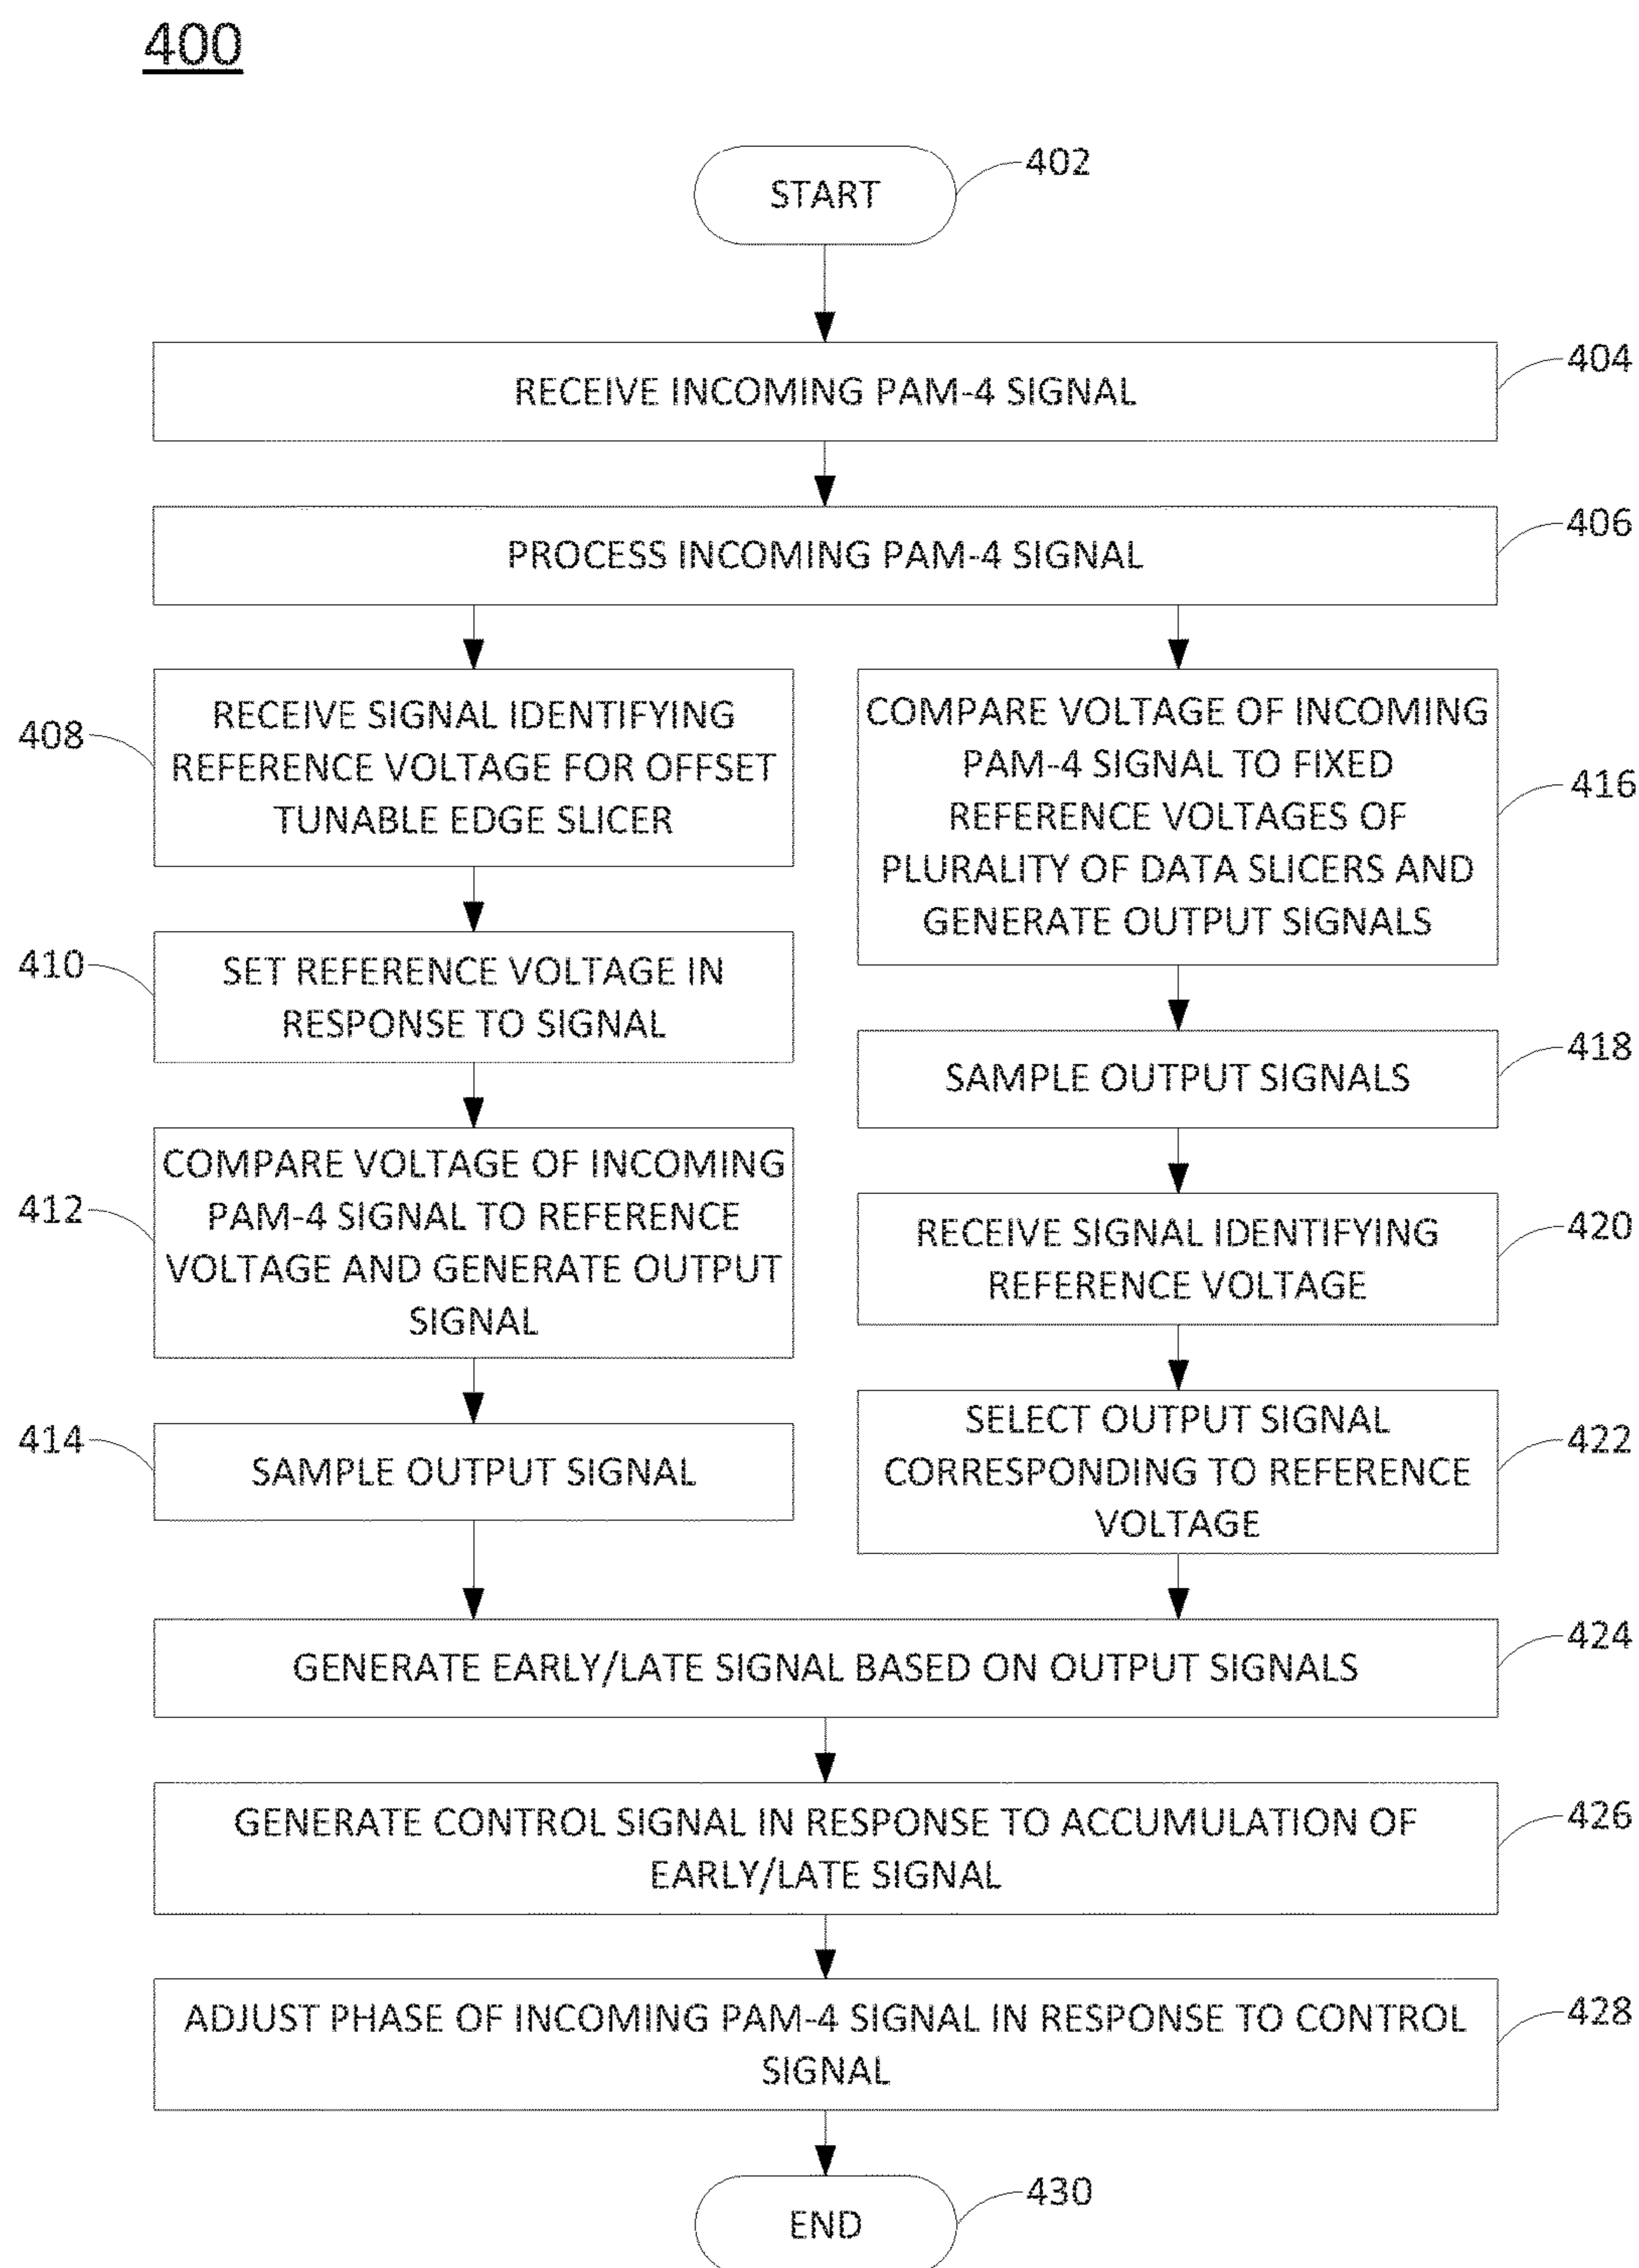 400
START
402
RECEIVE INCOMING PAM-4 SIGNAL
404
PROCESS INCOMING PAM-4 SIGNAL
406
408
RECEIVE SIGNAL IDENTIFYING
REFERENCE VOLTAGE FOR OFFSET
TUNABLE EDGE SLICER
410
SET REFERENCE VOLTAGE IN
RESPONSE TO SIGNAL
412
COMPARE VOLTAGE OF INCOMING
PAM-4 SIGNAL TO REFERENCE
VOLTAGE AND GENERATE OUTPUT
SIGNAL
414
SAMPLE OUTPUT SIGNAL
COMPARE VOLTAGE OF INCOMING
PAM-4 SIGNAL TO FIXED
REFERENCE VOLTAGES OF
PLURALITY OF DATA SLICERS AND
GENERATE OUTPUT SIGNALS
416
SAMPLE OUTPUT SIGNALS
418
RECEIVE SIGNAL IDENTIFYING
REFERENCE VOLTAGE
420
SELECT OUTPUT SIGNAL
CORRESPONDING TO REFERENCE
VOLTAGE
422
GENERATE EARLY/LATE SIGNAL BASED ON OUTPUT SIGNALS
424
GENERATE CONTROL SIGNAL IN RESPONSE TO ACCUMULATION OF
EARLY/LATE SIGNAL
426
ADJUST PHASE OF INCOMING PAM-4 SIGNAL IN RESPONSE TO CONTROL
SIGNAL
428
END
430